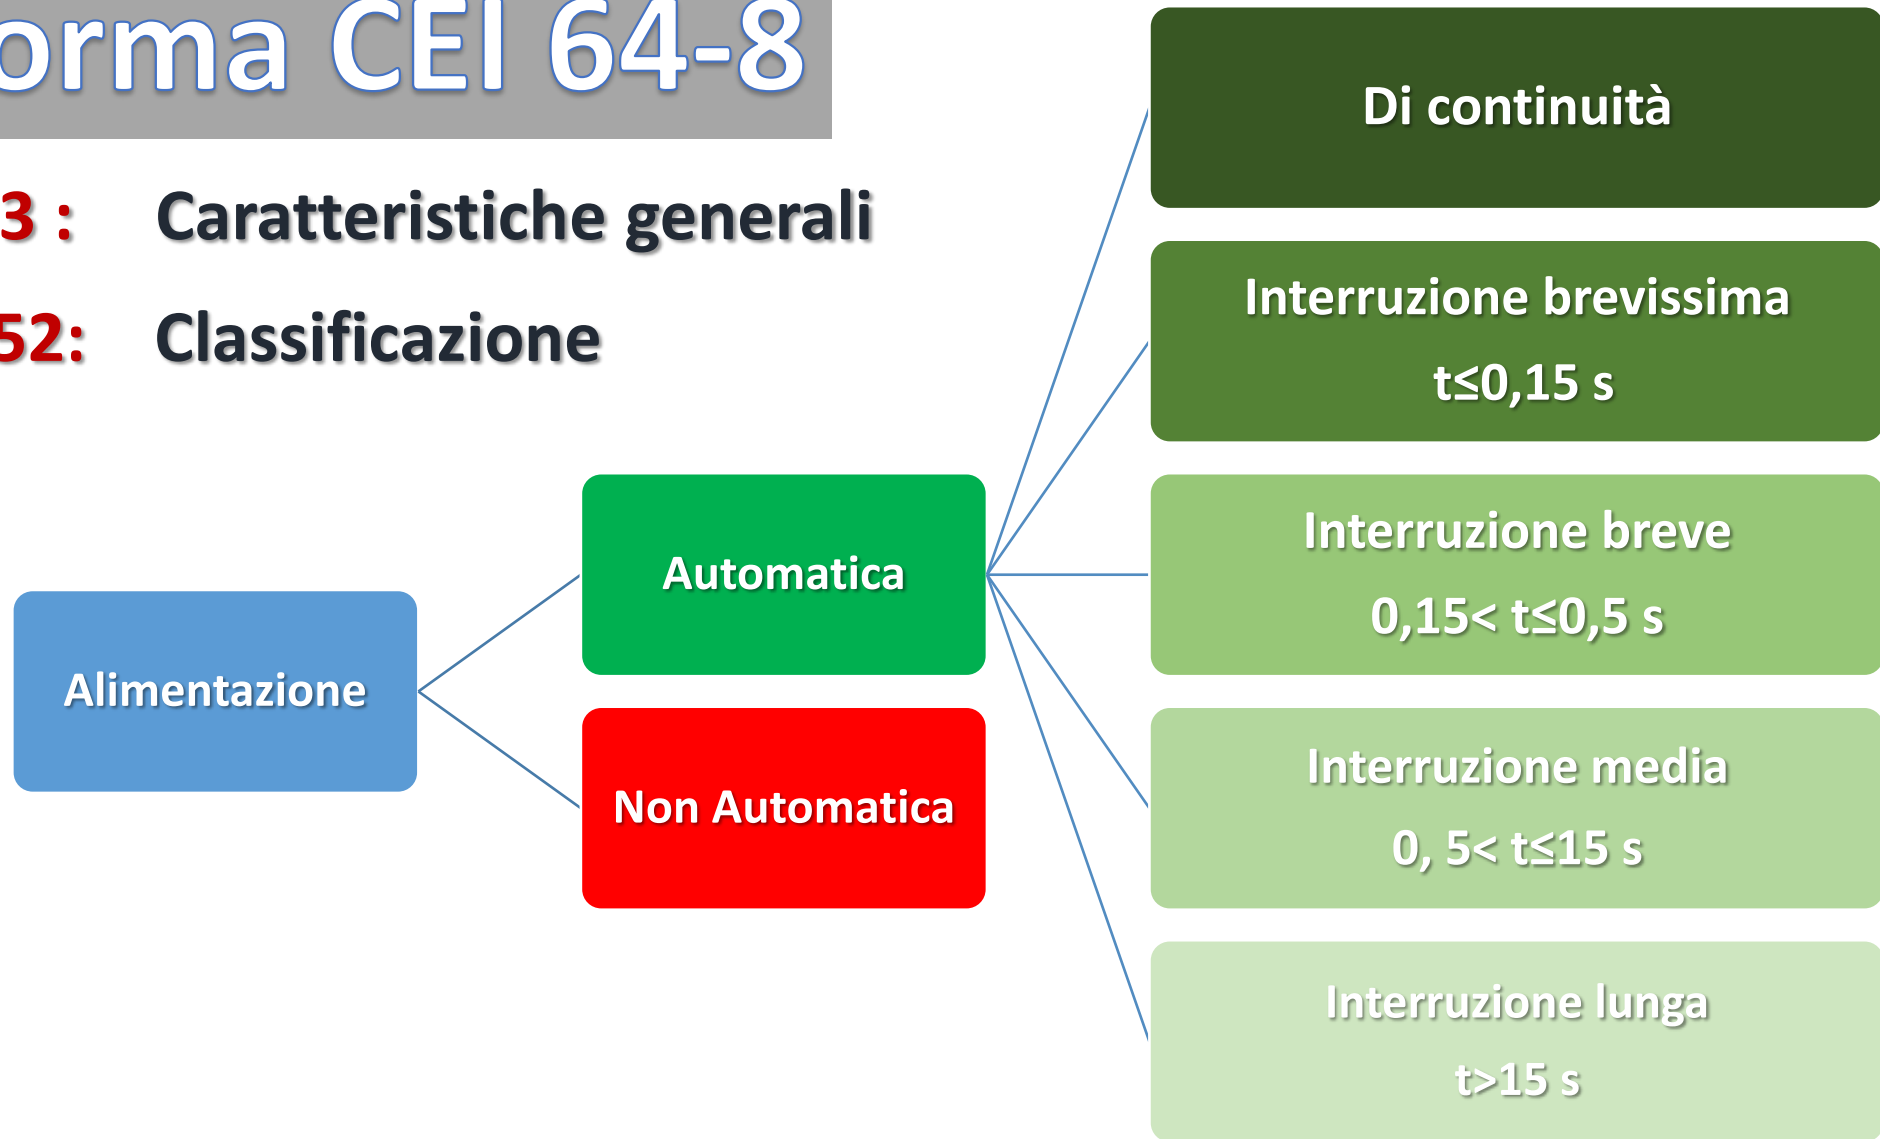 orma CEI 64-8
3 : Caratteristiche generali
52: Classificazione
Alimentazione
Automatica
Non Automatica
Di continuità
Interruzione brevissima
t≤0,15 s
Interruzione breve
0,15< t≤0,5 s
Interruzione media
0, 5< t≤15 s
Interruzione lunga
t>15 s